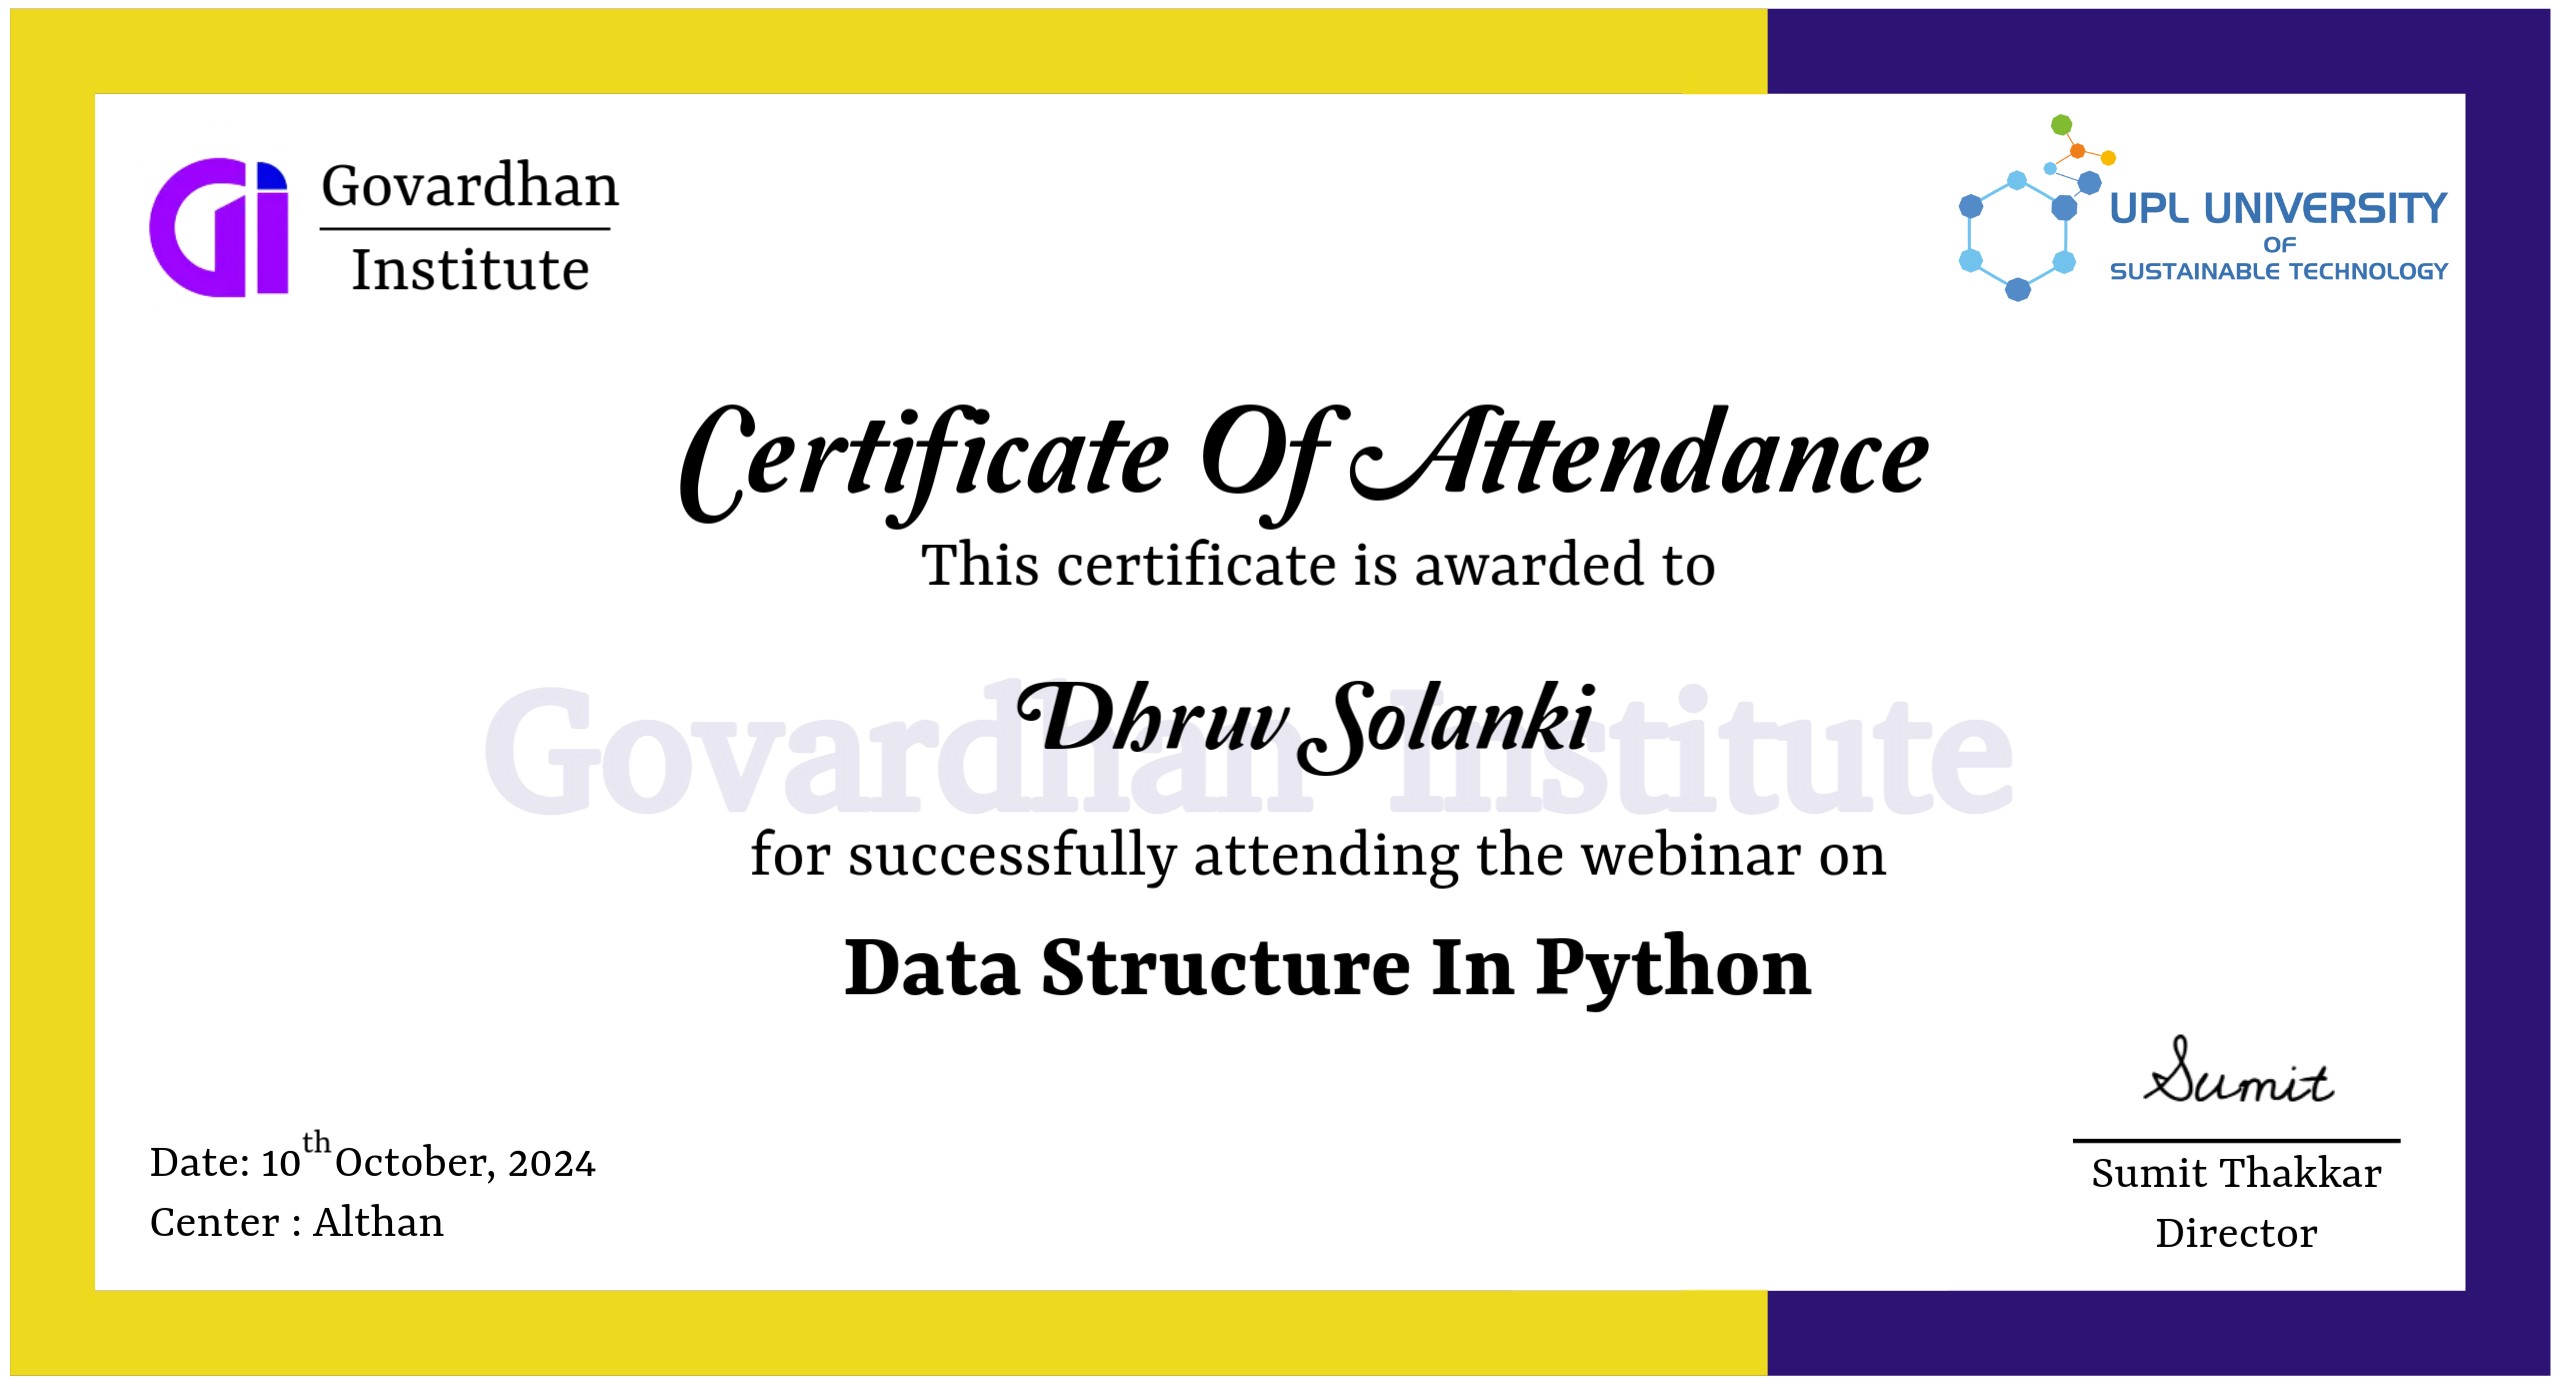 Gi
Govardhan
Institute
UPL UNIVERSITY
OF
SUSTAINABLE TECHNOLOGY
Certificate Of Attendance
This certificate is awarded to
Govardhan Institute
Dhruv Solanki
for successfully attending the webinar on
Data Structure In Python
Sumit
Date: 10th October, 2024
Center : Althan
Sumit Thakkar
Director